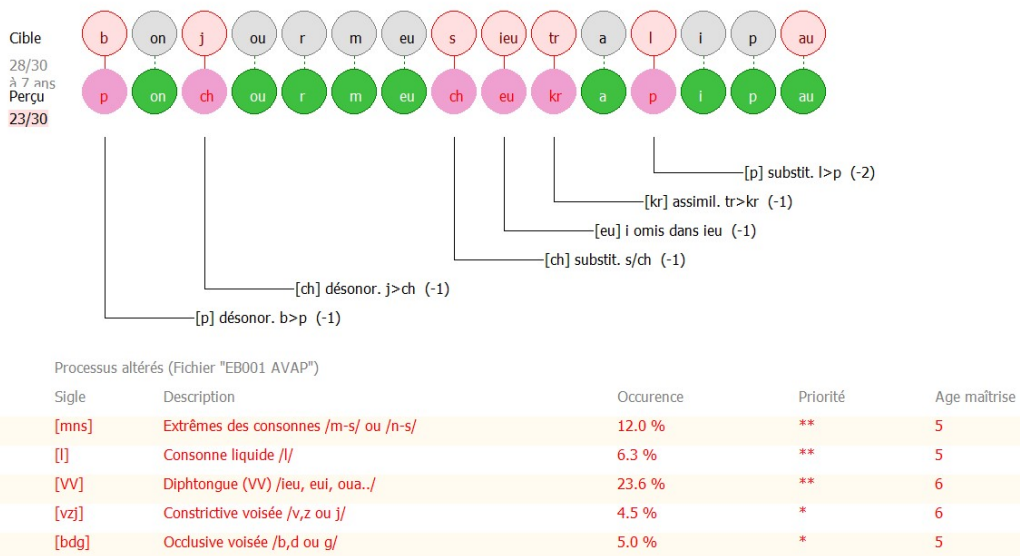 Cible b on j ou r m eu s ieu tr a l i p au
28/30
à 7 ans
Perçu p on ch ou r m eu ch eu kr a p i p au
23/30
[p] substit. l>p (-2)
[kr] assimil. tr>kr (-1)
[eu] i omis dans ieu (-1)
[ch] substit. s/ch (-1)
[ch] désonor. j>ch (-1)
[p] désonor. b>p (-1)
Processus altérés (Fichier "EB001 AVAP")
Sigle Description Occurence Priorité Age maîtrise
[mns] Extrêmes des consonnes /m-s/ ou /n-s/ 12.0 % ** 5
[l] Consonne liquide /l/ 6.3 % ** 5
[VV] Diphtongue (VV) /ieu, eui, oua../ 23.6 % ** 6
[vzj] Constrictive voisée /v,z ou j/ 4.5 % * 6
[bdg] Occlusive voisée /b,d ou g/ 5.0 % * 5